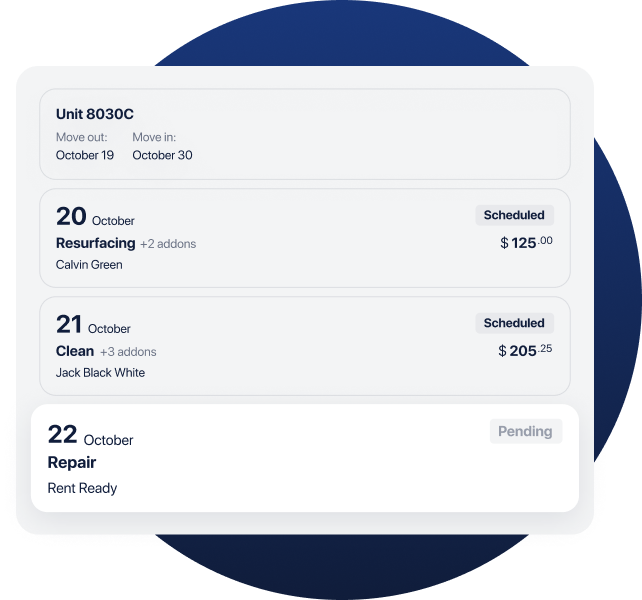 Unit 8030C
Move out: Move in:
October 19 October 30
20 October Scheduled
Resurfacing +2 addons $ 125.00
Calvin Green
21 October Scheduled
Clean +3 addons $ 205.25
Jack Black White
22 October Pending
Repair
Rent Ready